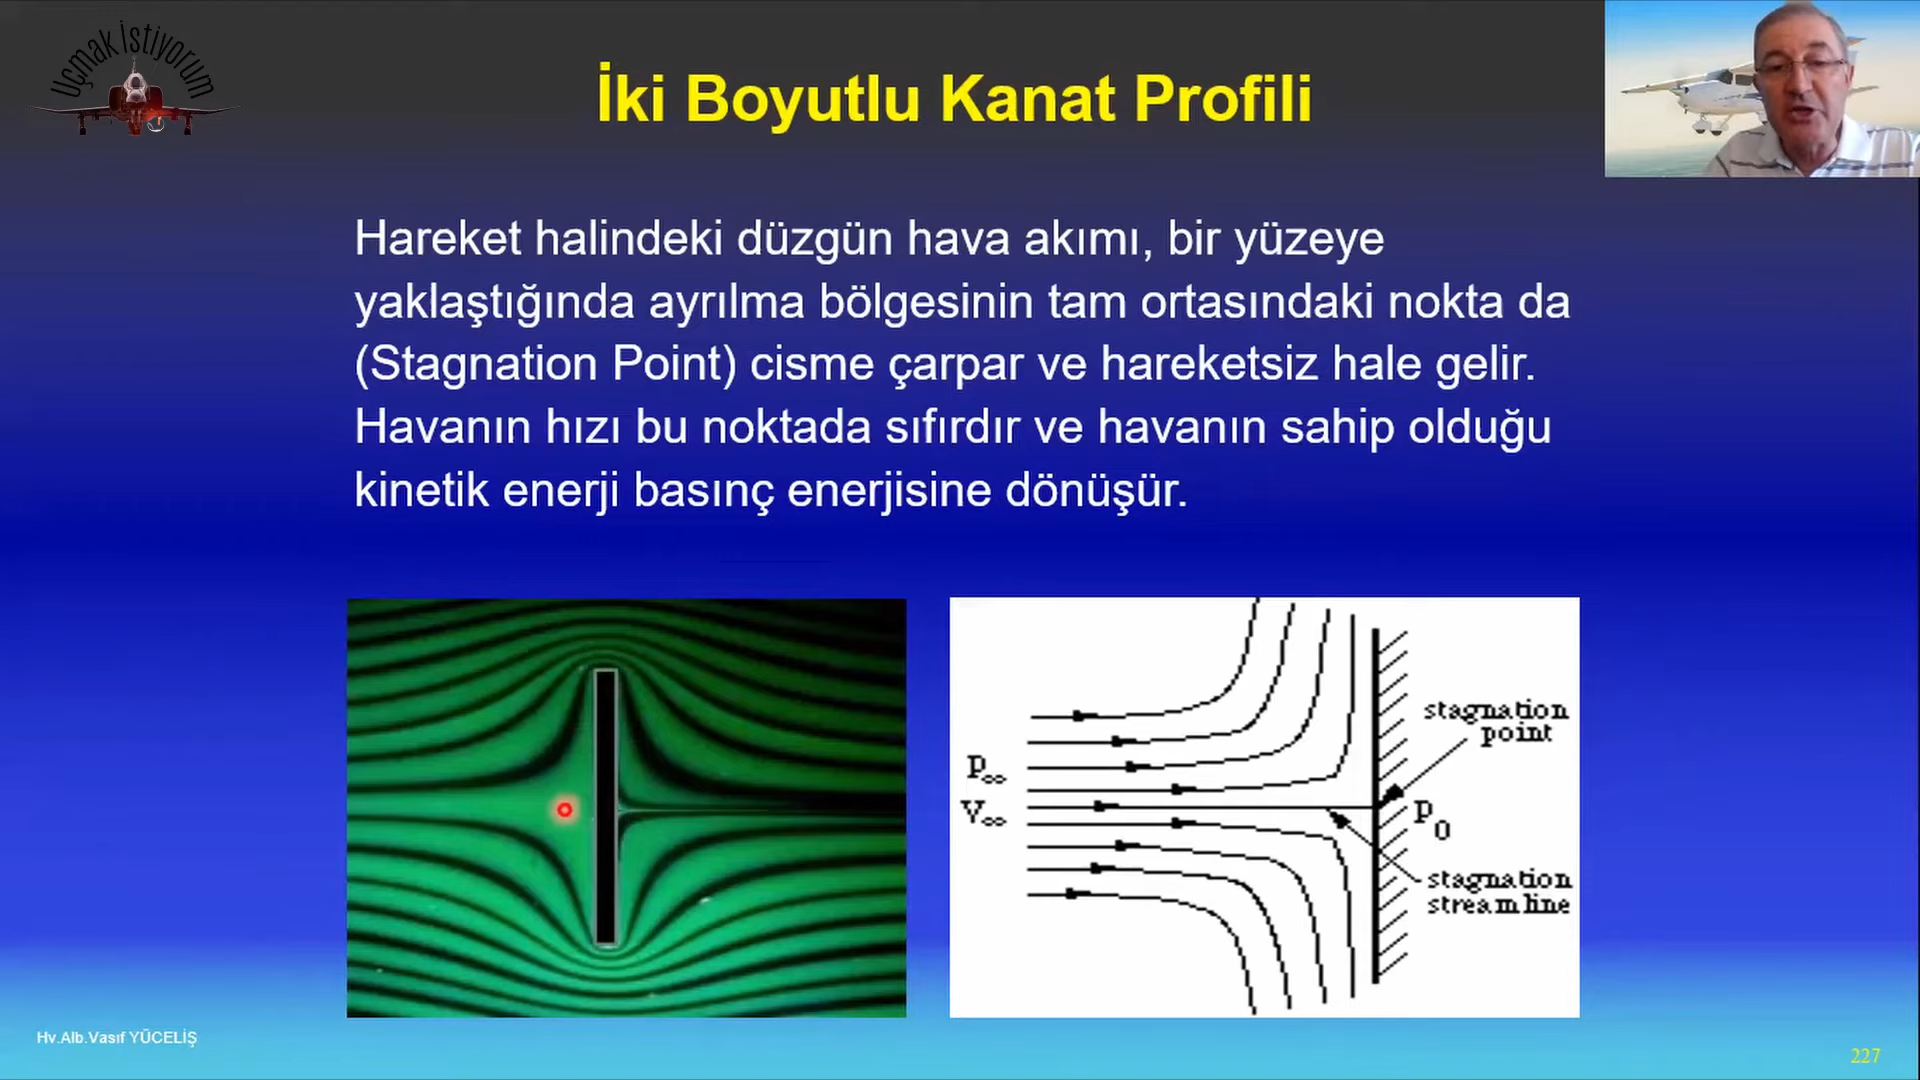 Uçmak İstiyorum
İki Boyutlu Kanat Profili
Hareket halindeki düzgün hava akımı, bir yüzeye
yaklaştığında ayrılma bölgesinin tam ortasındaki nokta da
(Stagnation Point) cisme çarpar ve hareketsiz hale gelir.
Havanın hızı bu noktada sıfırdır ve havanın sahip olduğu
kinetik enerji basınç enerjisine dönüşür.
stagnation
point
p∞
V∞
p0
stagnation
streamline
Hv.Alb.Vasıf YÜCELİŞ
227